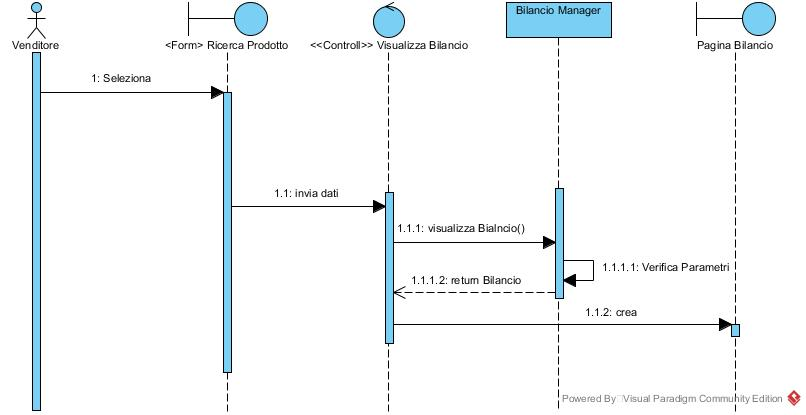 Bilancio Manager
Venditore
<Form> Ricerca Prodotto
<<Controll>> Visualizza Bilancio
Pagina Bilancio
1: Seleziona
1.1: invia dati
1.1.1: visualizza Bialncio()
1.1.1.1: Verifica Parametri
1.1.1.2: return Bilancio
1.1.2: crea
Powered By Visual Paradigm Community Edition